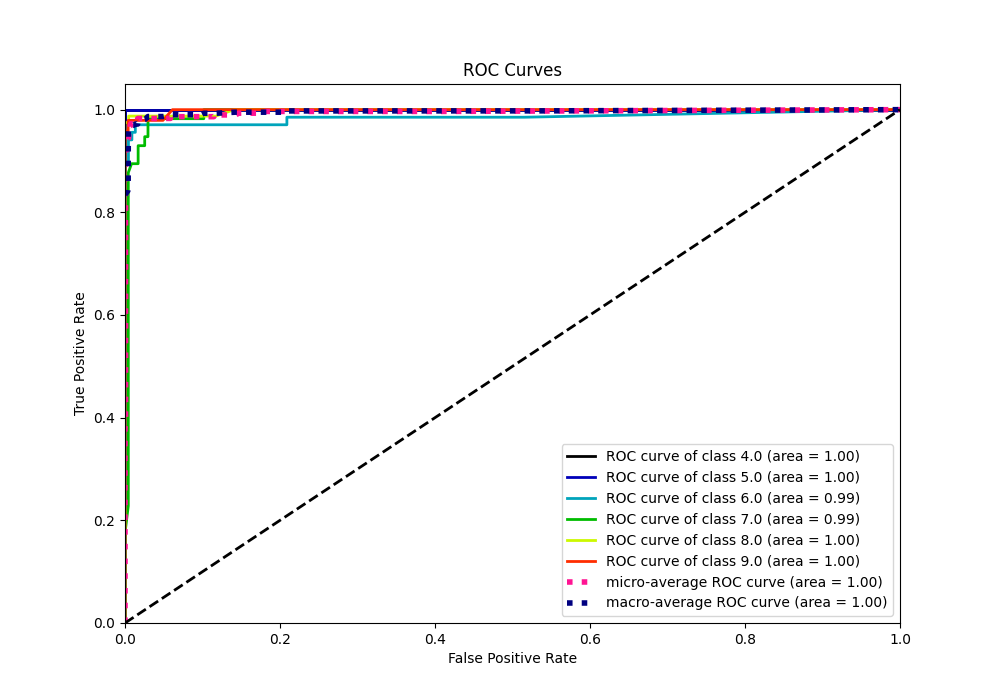 ROC Curves
True Positive Rate
1.0
0.8
0.6
0.4
0.2
0.0
0.0 0.2 0.4 0.6 0.8 1.0
False Positive Rate
ROC curve of class 4.0 (area = 1.00)
ROC curve of class 5.0 (area = 1.00)
ROC curve of class 6.0 (area = 0.99)
ROC curve of class 7.0 (area = 0.99)
ROC curve of class 8.0 (area = 1.00)
ROC curve of class 9.0 (area = 1.00)
micro-average ROC curve (area = 1.00)
macro-average ROC curve (area = 1.00)